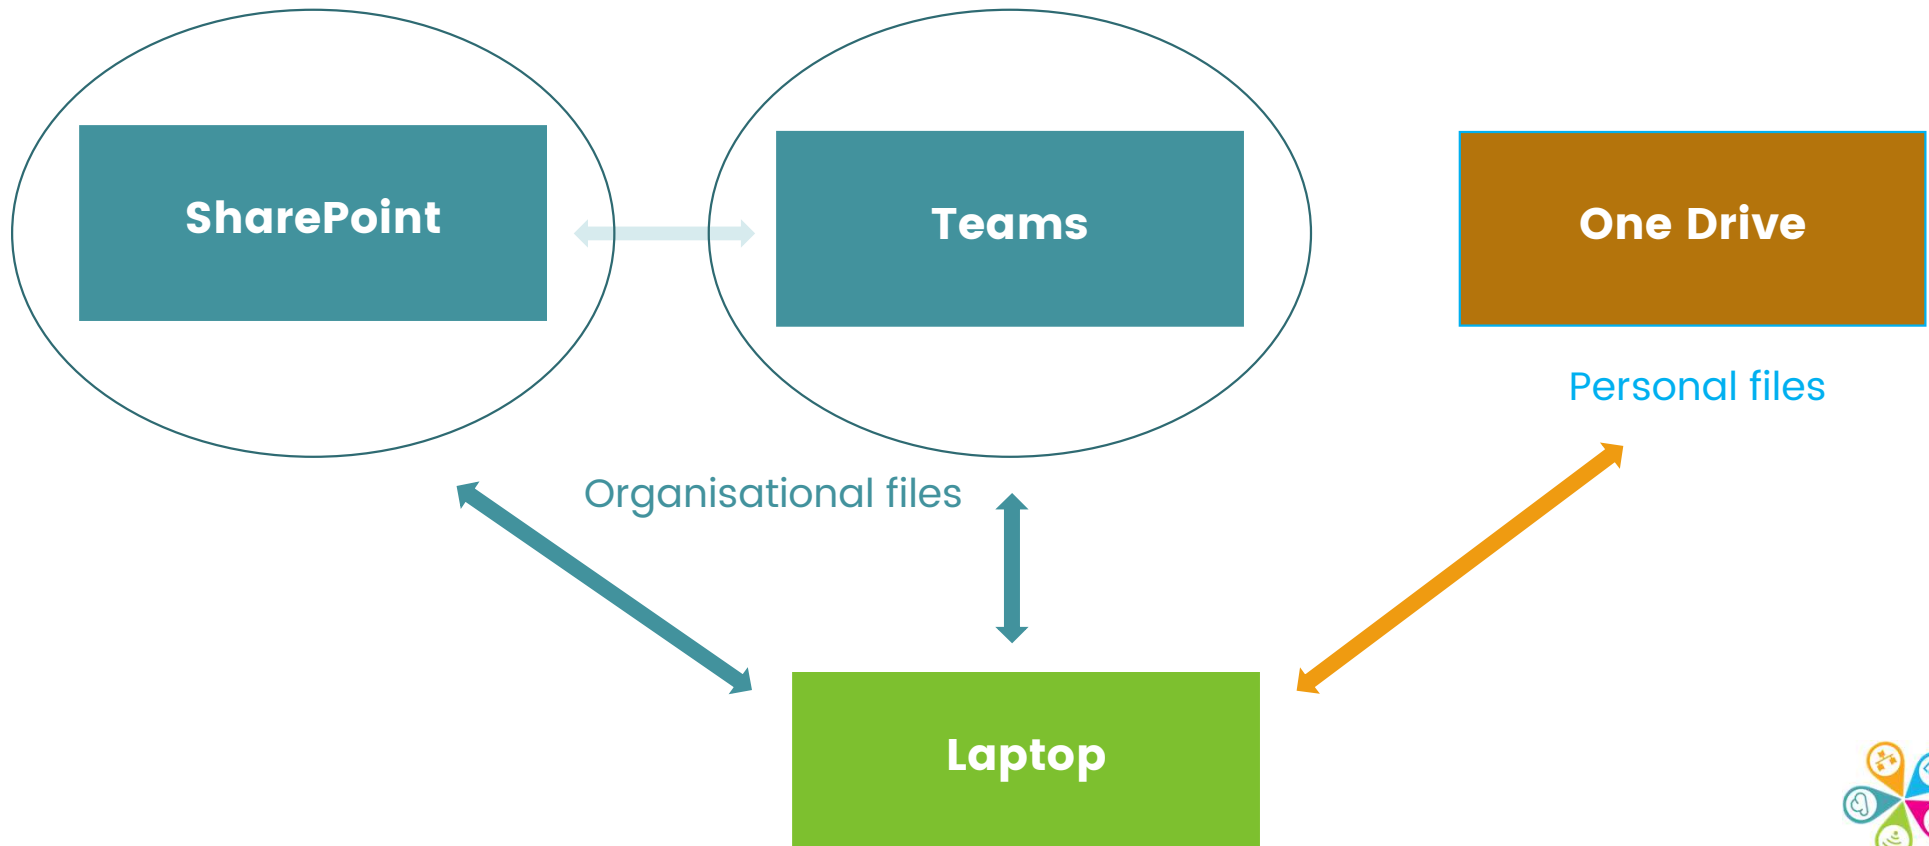 SharePoint
Teams
One Drive
Personal files
Organisational files
Laptop